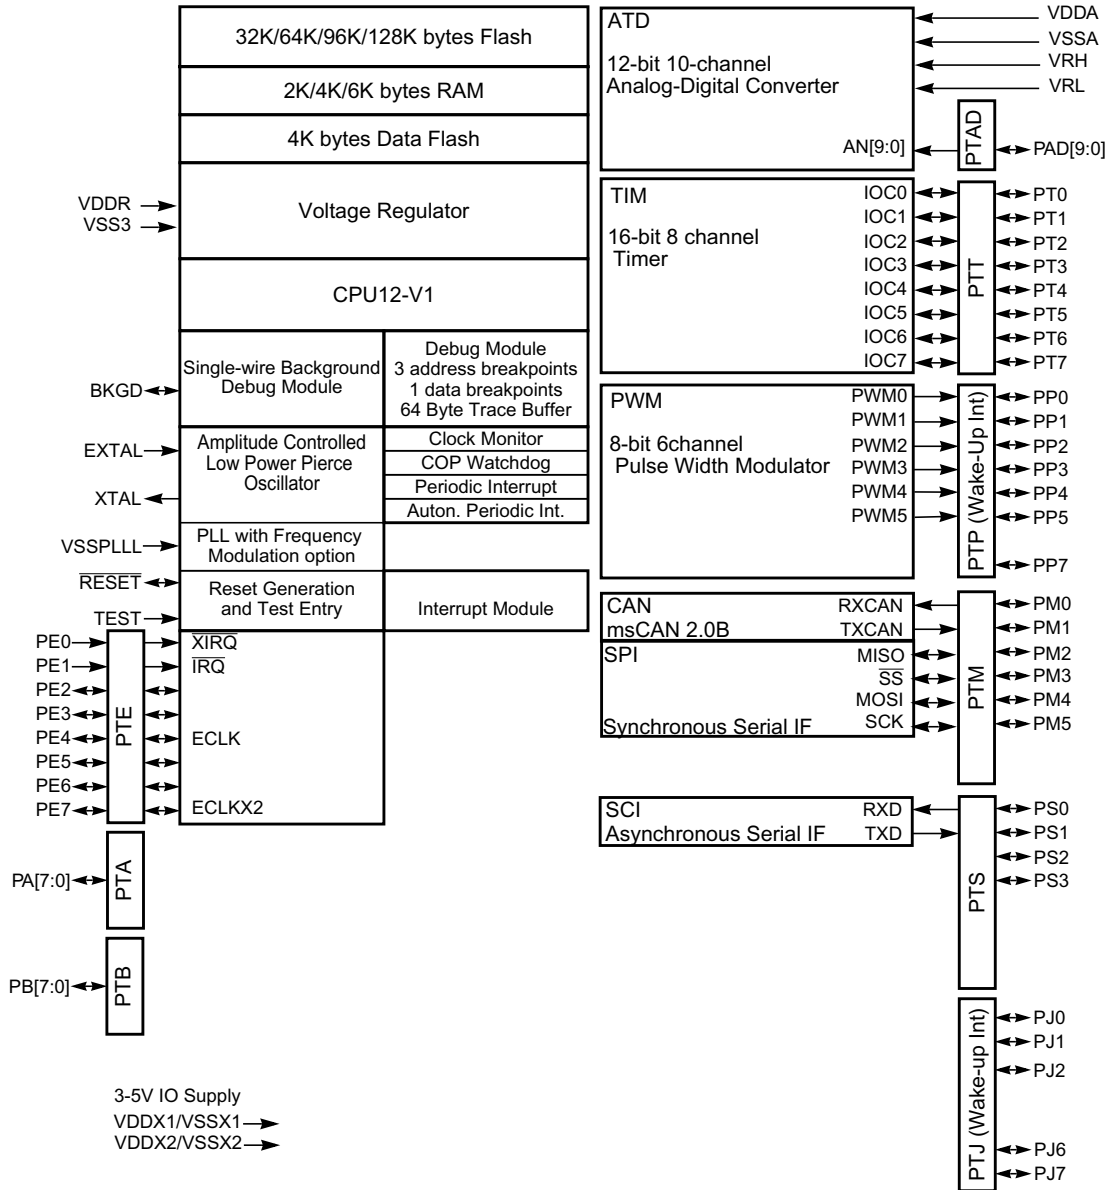 32K/64K/96K/128K bytes Flash
2K/4K/6K bytes RAM
4K bytes Data Flash
VDDR
VSS3
Voltage Regulator
CPU12-V1
BKGD
Single-wire Background
Debug Module
Debug Module
3 address breakpoints
1 data breakpoints
64 Byte Trace Buffer
EXTAL
XTAL
Amplitude Controlled
Low Power Pierce
Oscillator
Clock Monitor
COP Watchdog
Periodic Interrupt
Auton. Periodic Int.
VSSPLLL
PLL with Frequency
Modulation option
RESET
TEST
Reset Generation
and Test Entry
Interrupt Module
PE0
PE1
PE2
PE3
PE4
PE5
PE6
PE7
PTE
XIRQ
IRQ
ECLK
ECLKX2
PA[7:0]
PTA
PB[7:0]
PTB
3-5V IO Supply
VDDX1/VSSX1
VDDX2/VSSX2
ATD
12-bit 10-channel
Analog-Digital Converter
AN[9:0]
VDDA
VSSA
VRH
VRL
PTAD
PAD[9:0]
TIM
16-bit 8 channel
Timer
IOC0
IOC1
IOC2
IOC3
IOC4
IOC5
IOC6
IOC7
PTT
PT0
PT1
PT2
PT3
PT4
PT5
PT6
PT7
PWM
8-bit 6channel
Pulse Width Modulator
PWM0
PWM1
PWM2
PWM3
PWM4
PWM5
PTP (Wake-Up Int)
PP0
PP1
PP2
PP3
PP4
PP5
PP7
CAN
msCAN 2.0B
RXCAN
TXCAN
SPI
Synchronous Serial IF
MISO
SS
MOSI
SCK
PTM
PM0
PM1
PM2
PM3
PM4
PM5
SCI
Asynchronous Serial IF
RXD
TXD
PTS
PS0
PS1
PS2
PS3
PTJ (Wake-up Int)
PJ0
PJ1
PJ2
PJ6
PJ7